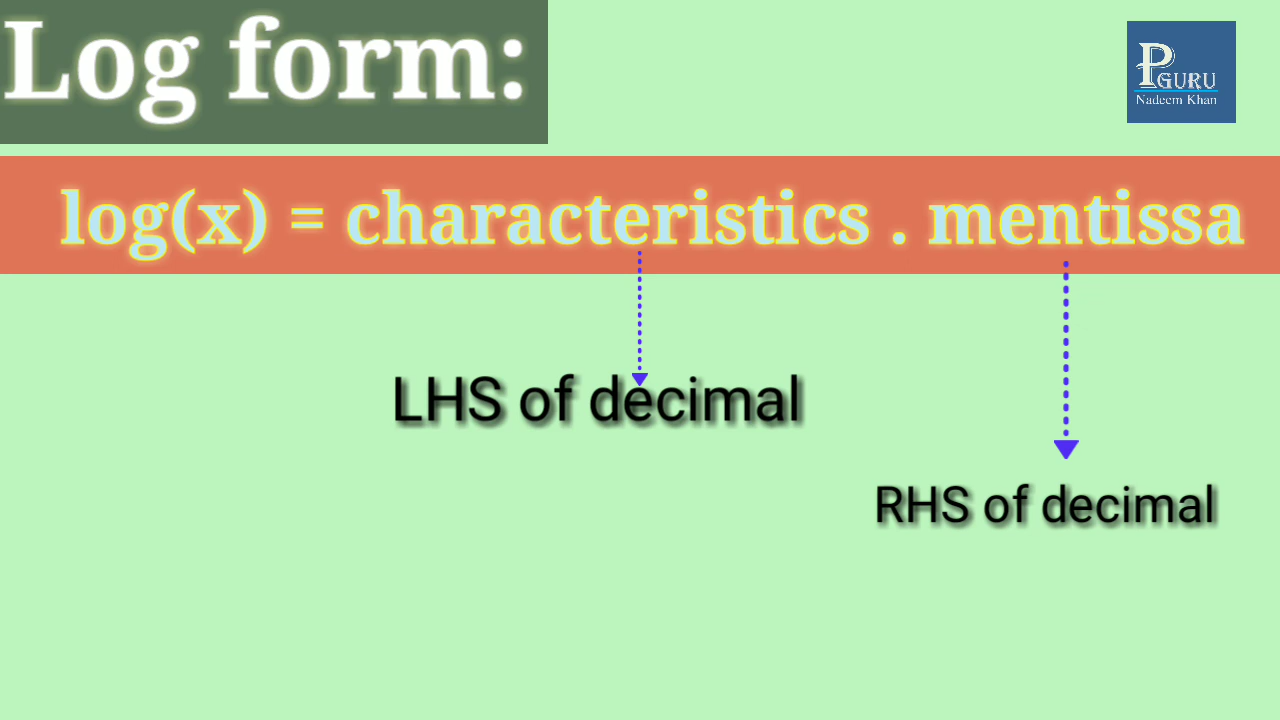 Log form:
PGURU
Nadeem Khan
log(x) = characteristics . mentissa
LHS of decimal
RHS of decimal